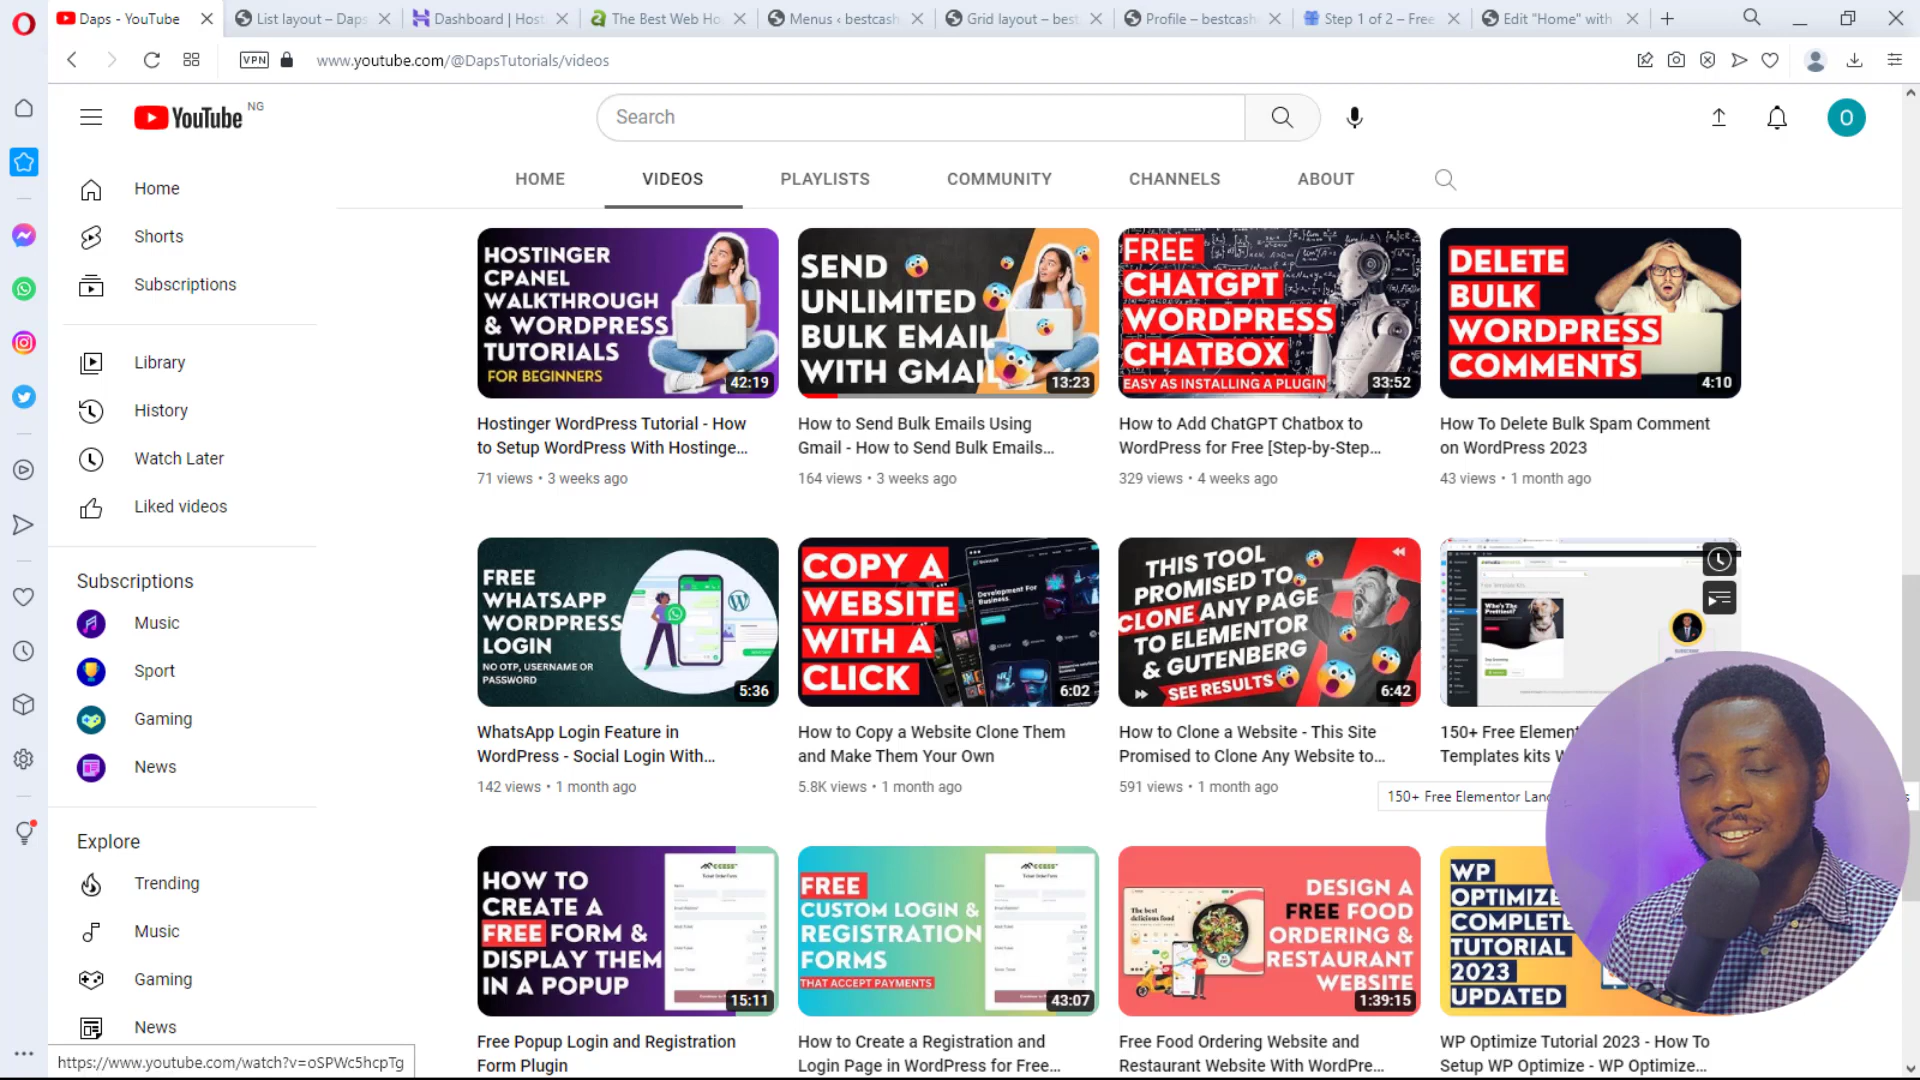 Daps - YouTube
List layout – Daps
Dashboard | Host
The Best Web Ho
Menus ‹ bestcash
Grid layout – best
Profile – bestcash
Step 1 of 2 – Free
Edit "Home" with
VPN
www.youtube.com/@DapsTutorials/videos
YouTube
NG
Search
O
HOME
VIDEOS
PLAYLISTS
COMMUNITY
CHANNELS
ABOUT
Home
Shorts
Subscriptions
Library
History
Watch Later
Liked videos
Subscriptions
Music
Sport
Gaming
News
Explore
Trending
Music
Gaming
News
HOSTINGER
CPANEL
WALKTHROUGH
& WORDPRESS
TUTORIALS
FOR BEGINNERS
42:19
Hostinger WordPress Tutorial - How
to Setup WordPress With Hostinge...
71 views • 3 weeks ago
SEND
UNLIMITED
BULK EMAIL
WITH GMAIL
13:23
How to Send Bulk Emails Using
Gmail - How to Send Bulk Emails...
164 views • 3 weeks ago
FREE
CHATGPT
WORDPRESS
CHATBOX
EASY AS INSTALLING A PLUGIN
33:52
How to Add ChatGPT Chatbox to
WordPress for Free [Step-by-Step...
329 views • 4 weeks ago
DELETE
BULK
WORDPRESS
COMMENTS
4:10
How To Delete Bulk Spam Comment
on WordPress 2023
43 views • 1 month ago
FREE
WHATSAPP
WORDPRESS
LOGIN
NO OTP, USERNAME OR
PASSWORD
5:36
WhatsApp Login Feature in
WordPress - Social Login With...
142 views • 1 month ago
COPY A
WEBSITE
WITH A
CLICK
Development For
Business
6:02
How to Copy a Website Clone Them
and Make Them Your Own
5.8K views • 1 month ago
THIS TOOL
PROMISED TO
CLONE ANY PAGE
TO ELEMENTOR
& GUTENBERG
SEE RESULTS
6:42
How to Clone a Website - This Site
Promised to Clone Any Website to...
591 views • 1 month ago
Who's The
Prettiest?
150+ Free Element
Templates kits W
150+ Free Elementor Lanc
HOW TO
CREATE A
FREE FORM &
DISPLAY THEM
IN A POPUP
15:11
Free Popup Login and Registration
Form Plugin
FREE
CUSTOM LOGIN &
REGISTRATION
FORMS
THAT ACCEPT PAYMENTS
43:07
How to Create a Registration and
Login Page in WordPress for Free...
The best
delicious food
DESIGN A
FREE FOOD
ORDERING &
RESTAURANT
WEBSITE
1:39:15
Free Food Ordering Website and
Restaurant Website With WordPre...
WP
OPTIMIZE
COMPLETE
TUTORIAL
2023
UPDATED
WP Optimize Tutorial 2023 - How To
Setup WP Optimize - WP Optimize...
https://www.youtube.com/watch?v=oSPWc5hcpTg